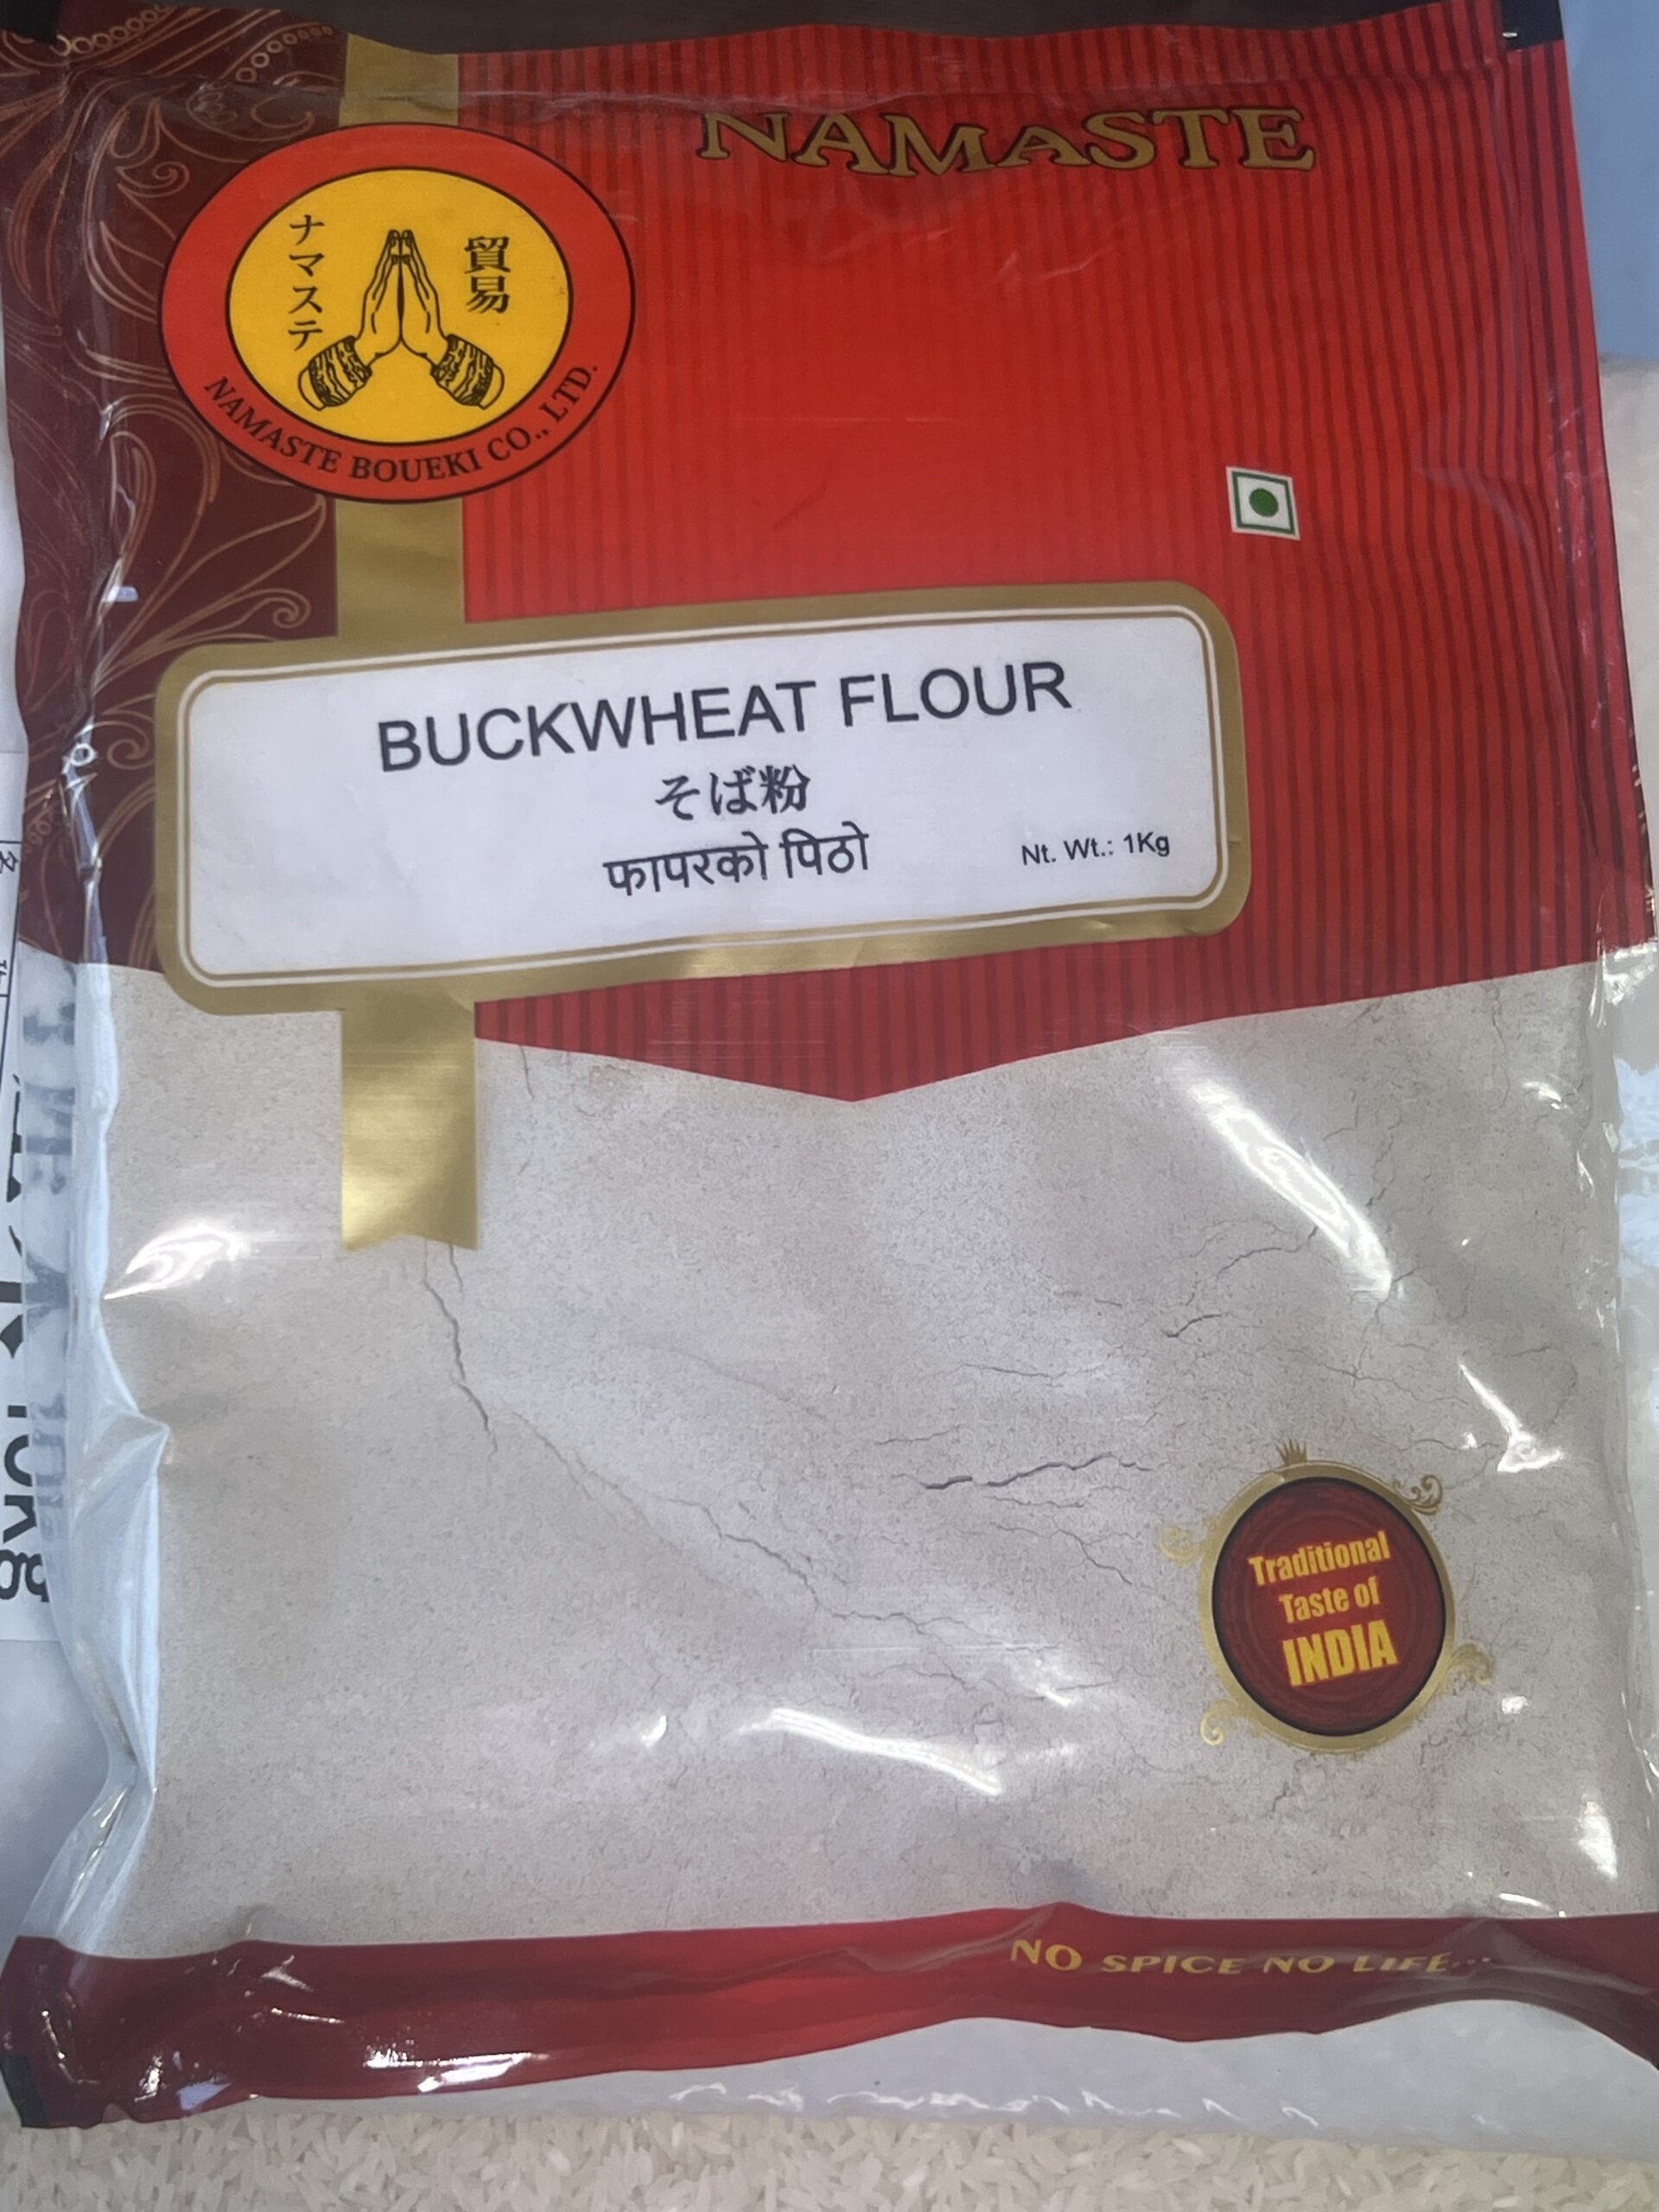 NAMASTE
ナマステ
貿易
NAMASTE BOUEKI CO., LTD.
BUCKWHEAT FLOUR
そば粉
फापरको पिठो
Nt. Wt.: 1Kg
Traditional
Taste of
INDIA
NO SPICE NO LIFE...